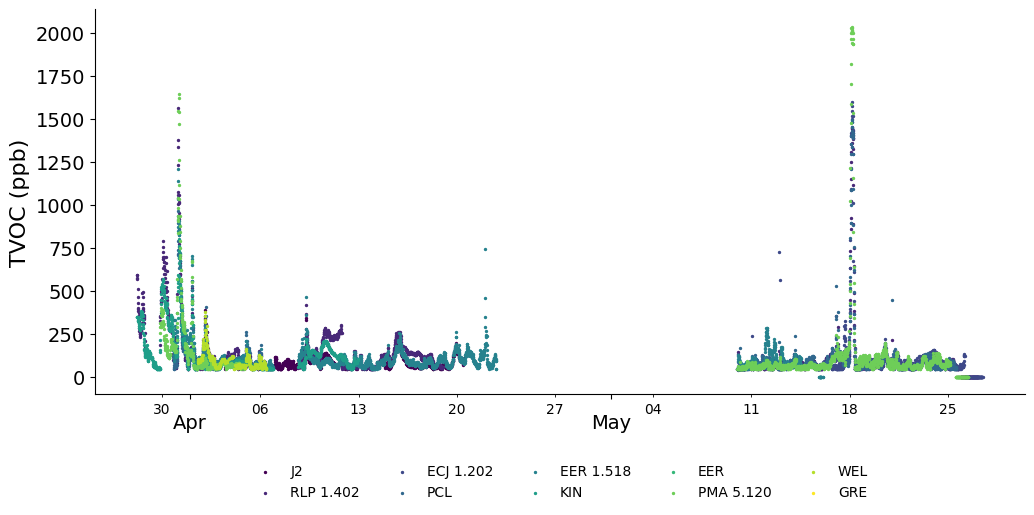 2000
1750
1500
1250
1000
750
500
250
0
TVOC (ppb)
30 06 13 20 27 04 11 18 25
Apr May
J2 ECJ 1.202 EER 1.518 EER WEL
RLP 1.402 PCL KIN PMA 5.120 GRE